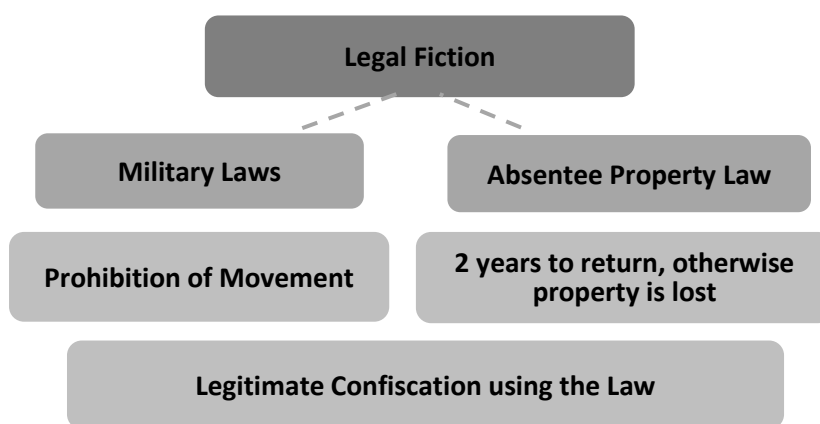 Legal Fiction
Military Laws
Absentee Property Law
Prohibition of Movement
2 years to return, otherwise
property is lost
Legitimate Confiscation using the Law